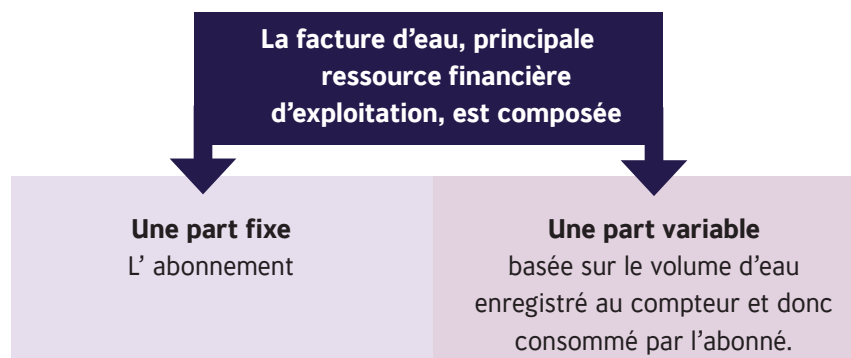 La facture d’eau, principale
ressource financière
d’exploitation, est composée
Une part fixe
L’ abonnement
Une part variable
basée sur le volume d’eau
enregistré au compteur et donc
consommé par l’abonné.